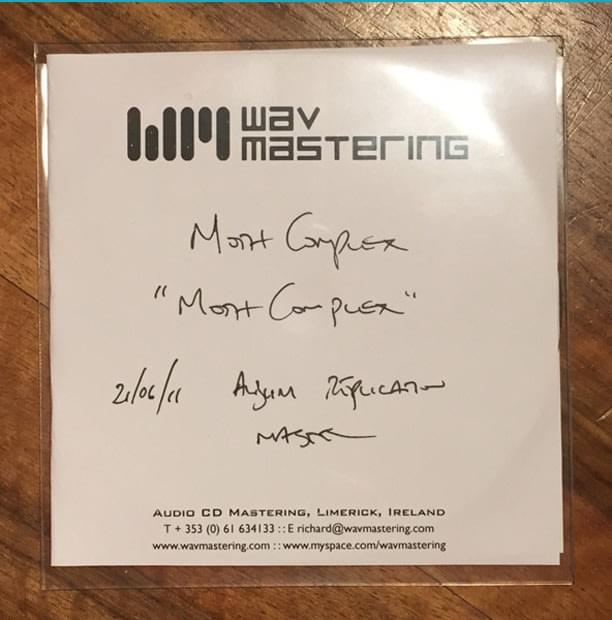 wav
mastering
Moth Complex
"Moth Complex"
21/06/11 Album Replication
Master
Audio CD Mastering, Limerick, Ireland
T + 353 (0) 61 634133 :: E richard@wavmastering.com
www.wavmastering.com :: www.myspace.com/wavmastering